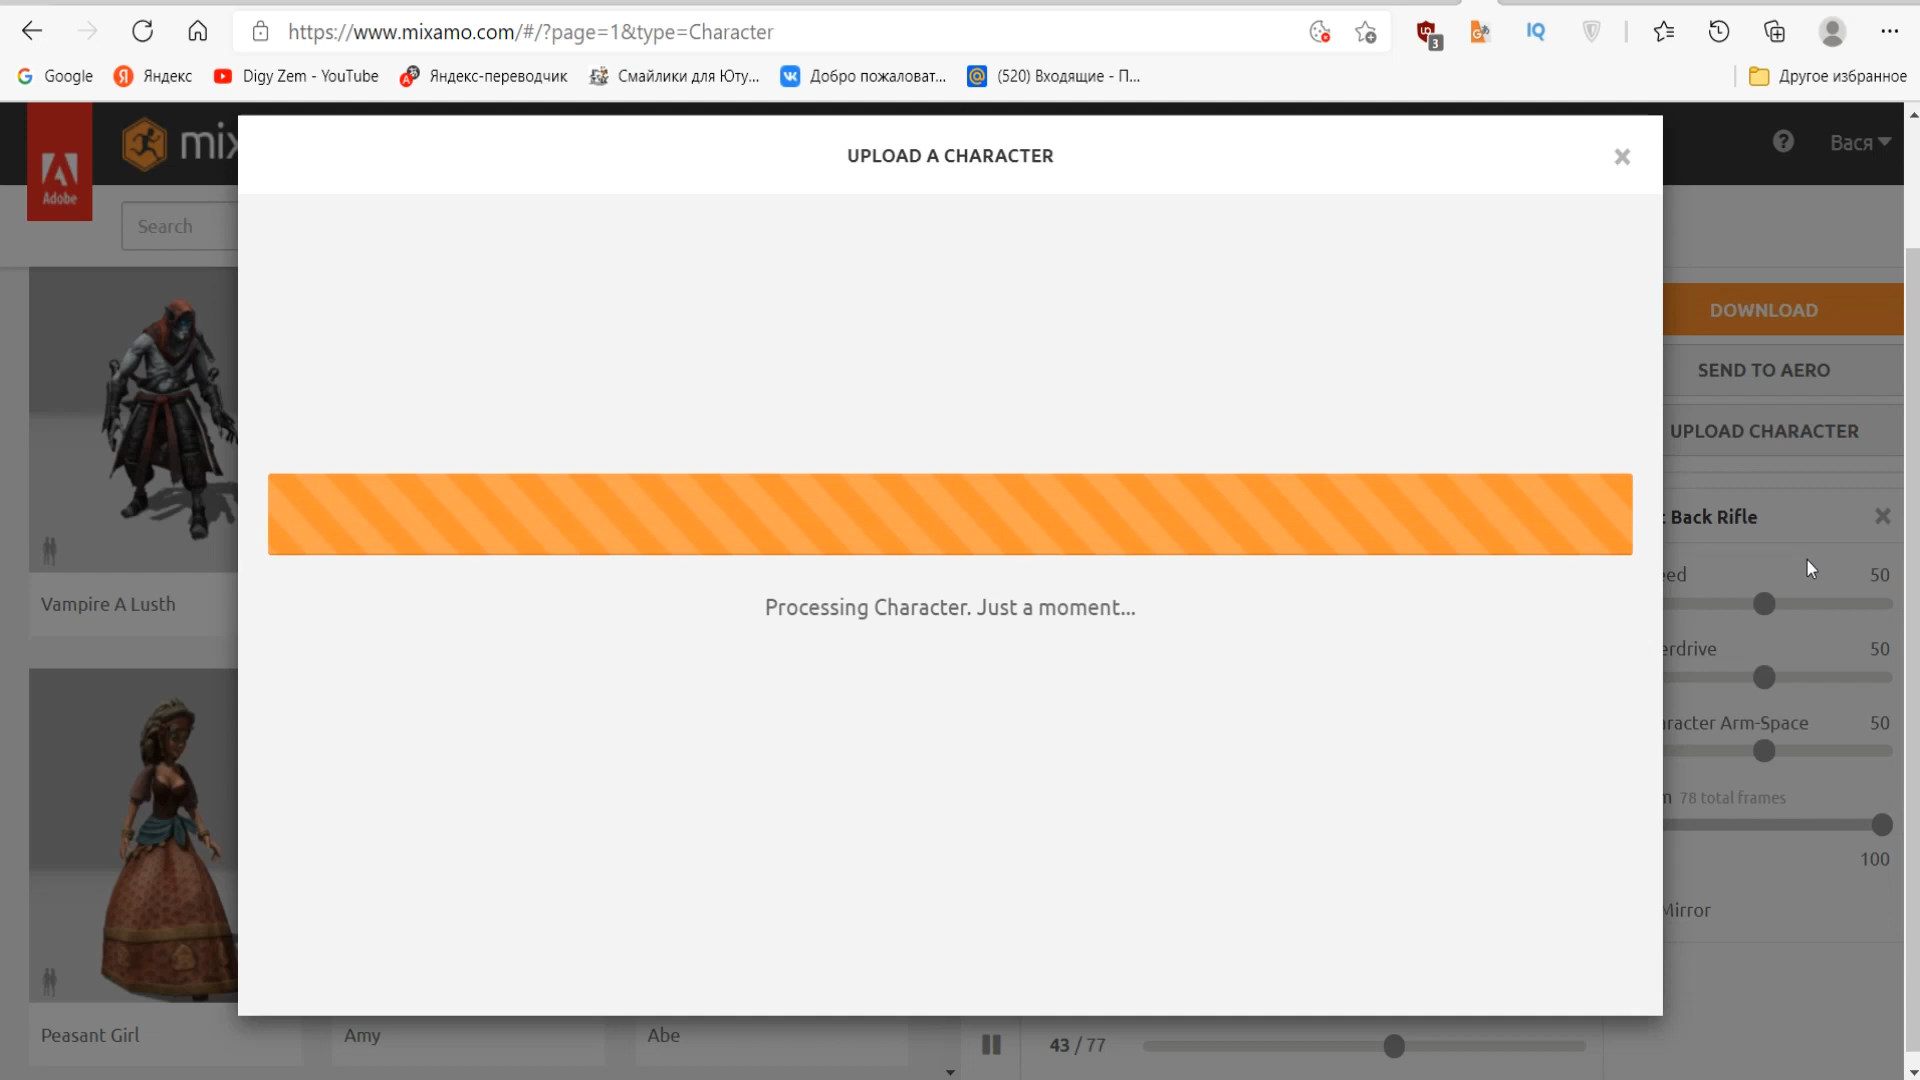 https://www.mixamo.com/#/?page=1&type=Character
3
IQ
Google
Яндекс
Digy Zem - YouTube
Яндекс-переводчик
Смайлики для Юту...
Добро пожаловат...
(520) Входящие - П...
Другое избранное
Adobe
mix
UPLOAD A CHARACTER
Вася
Search
DOWNLOAD
SEND TO AERO
UPLOAD CHARACTER
: Back Rifle
eed 50
erdrive 50
Processing Character. Just a moment...
Vampire A Lusth
racter Arm-Space 50
m 78 total frames
100
Mirror
Peasant Girl
Amy
Abe
43 / 77